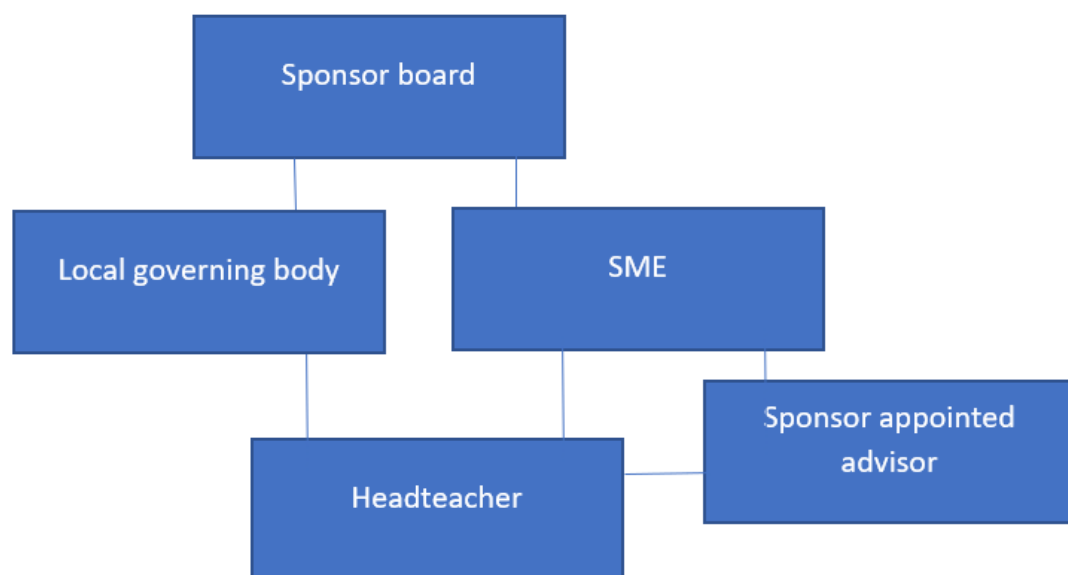 Sponsor board
Local governing body
SME
Sponsor appointed
advisor
Headteacher